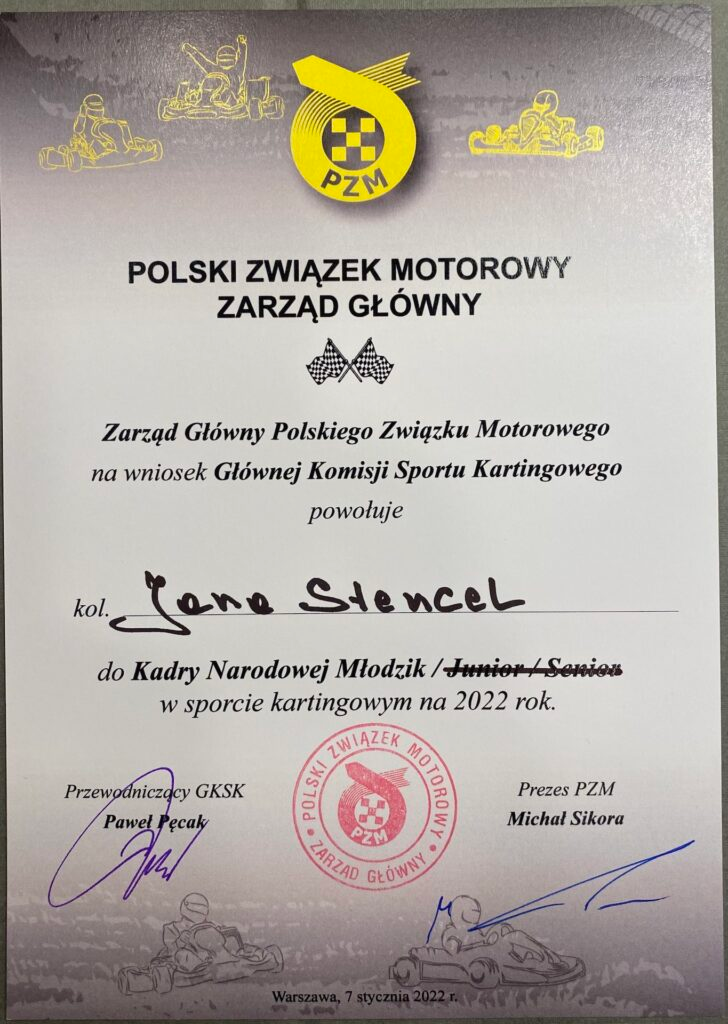 PZM
POLSKI ZWIĄZEK MOTOROWY
ZARZĄD GŁÓWNY
Zarząd Główny Polskiego Związku Motorowego
na wniosek Głównej Komisji Sportu Kartingowego
powołuje
kol. Jana Stencel
do Kadry Narodowej Młodzik / Junior / Senior
w sporcie kartingowym na 2022 rok.
Przewodniczący GKSK
Paweł Pęcak
POLSKI ZWIĄZEK MOTOROWY
PZM
ZARZĄD GŁÓWNY
Prezes PZM
Michał Sikora
Warszawa, 7 stycznia 2022 r.